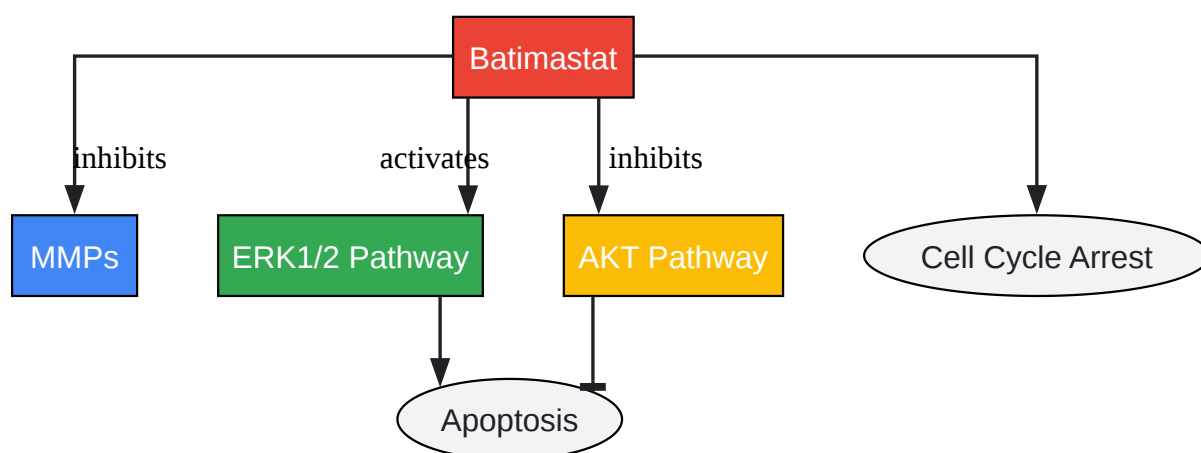 Batimastat
inhibits
activates
inhibits
MMPs
ERK1/2 Pathway
AKT Pathway
Cell Cycle Arrest
Apoptosis